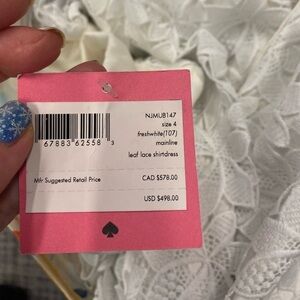 NJMUB147
size 4
freshwhite(107)
mainline
leaf lace shirtdress
67883 62558 3
Mfr Suggested Retail Price CAD $578.00
USD $498.00